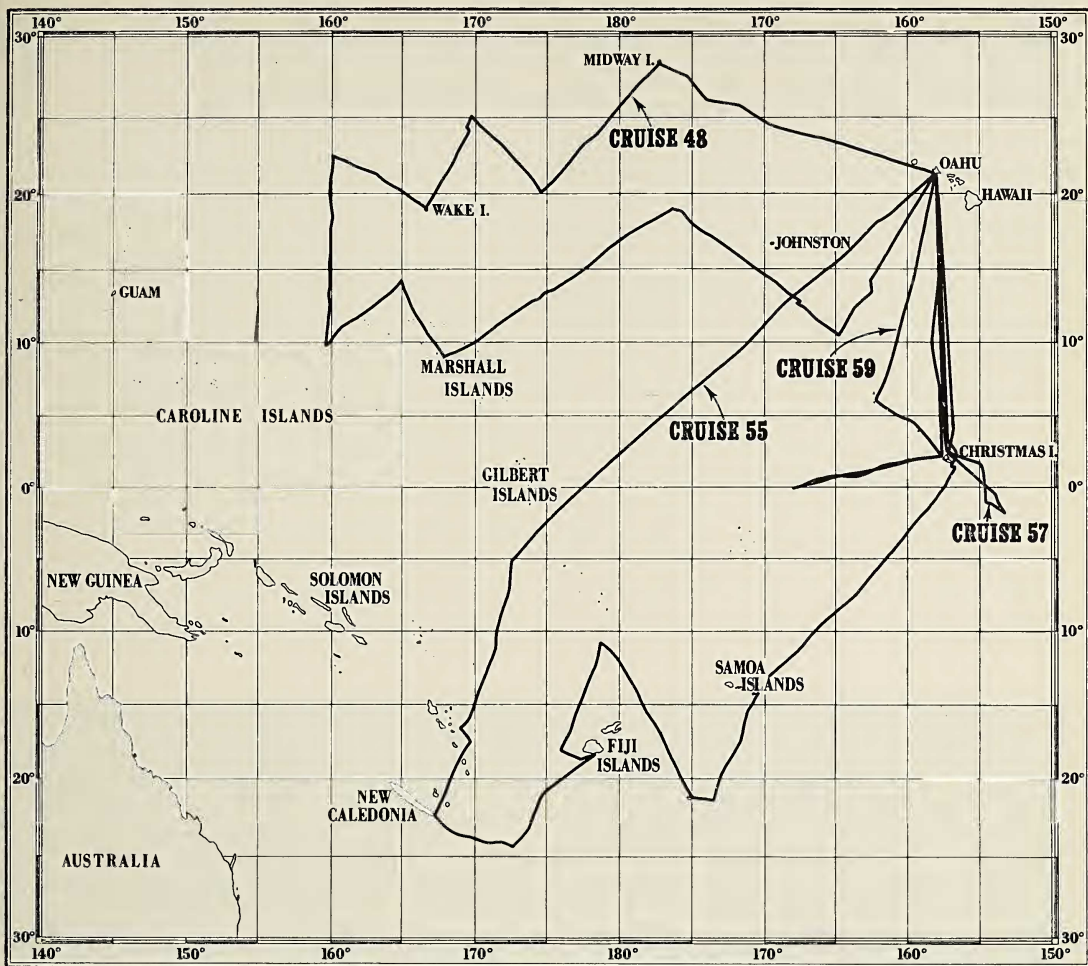 140° 150° 160° 170° 180° 170° 160° 150°
30° 30°
MIDWAY I.
CRUISE 48
OAHU
20° 20°
HAWAII
WAKE I.
-JOHNSTON
GUAM
10° 10°
MARSHALL
ISLANDS
CRUISE 59
CAROLINE ISLANDS
CRUISE 55
CHRISTMAS I.
GILBERT
ISLANDS
0° 0°
CRUISE 57
NEW GUINEA
SOLOMON
ISLANDS
10° 10°
SAMOA
ISLANDS
FIJI
ISLANDS
20° 20°
NEW
CALEDONIA
AUSTRALIA
30° 30°
140° 150° 160° 170° 180° 170° 160° 150°